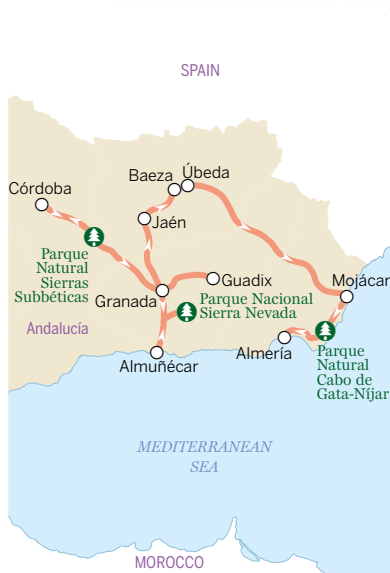 SPAIN
Baeza
Úbeda
Córdoba
Jaén
Parque
Natural
Sierras
Subbéticas
Guadix
Mojácar
Granada
Parque Nacional
Sierra Nevada
Andalucía
Almería
Almuñécar
Parque
Natural
Cabo de
Gata-Níjar
MEDITERRANEAN
SEA
MOROCCO